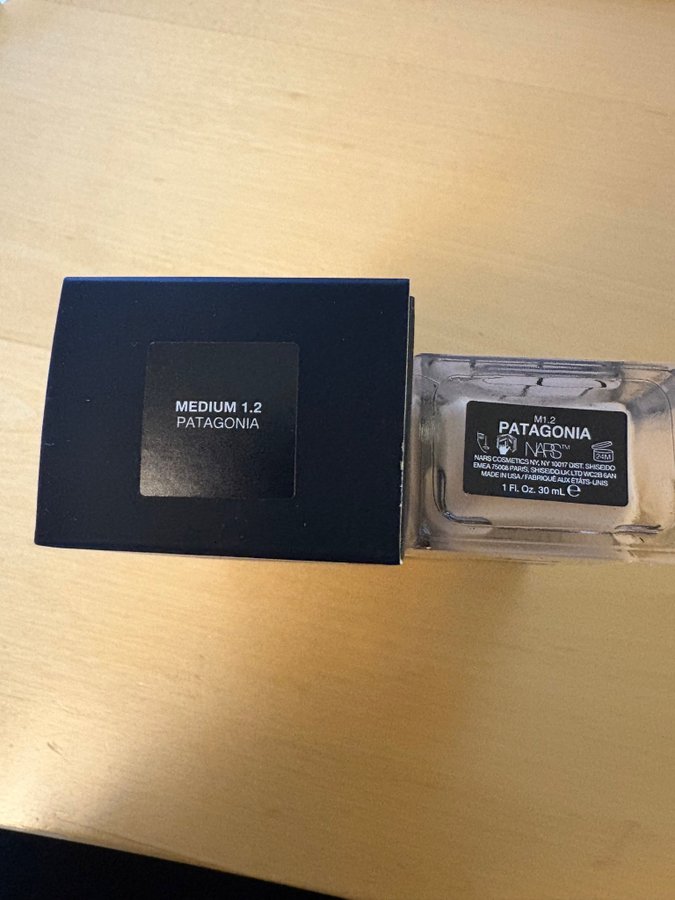 MEDIUM 1.2
PATAGONIA
M1.2
PATAGONIA
NARS™
24M
NARS COSMETICS NY, NY 10017 DIST. SHISEIDO
EMEA 75008 PARIS, SHISEIDO UK LTD WC2B 6AN
MADE IN USA / FABRIQUÉ AUX ÉTATS-UNIS
1 Fl. Oz. 30 mL ℮